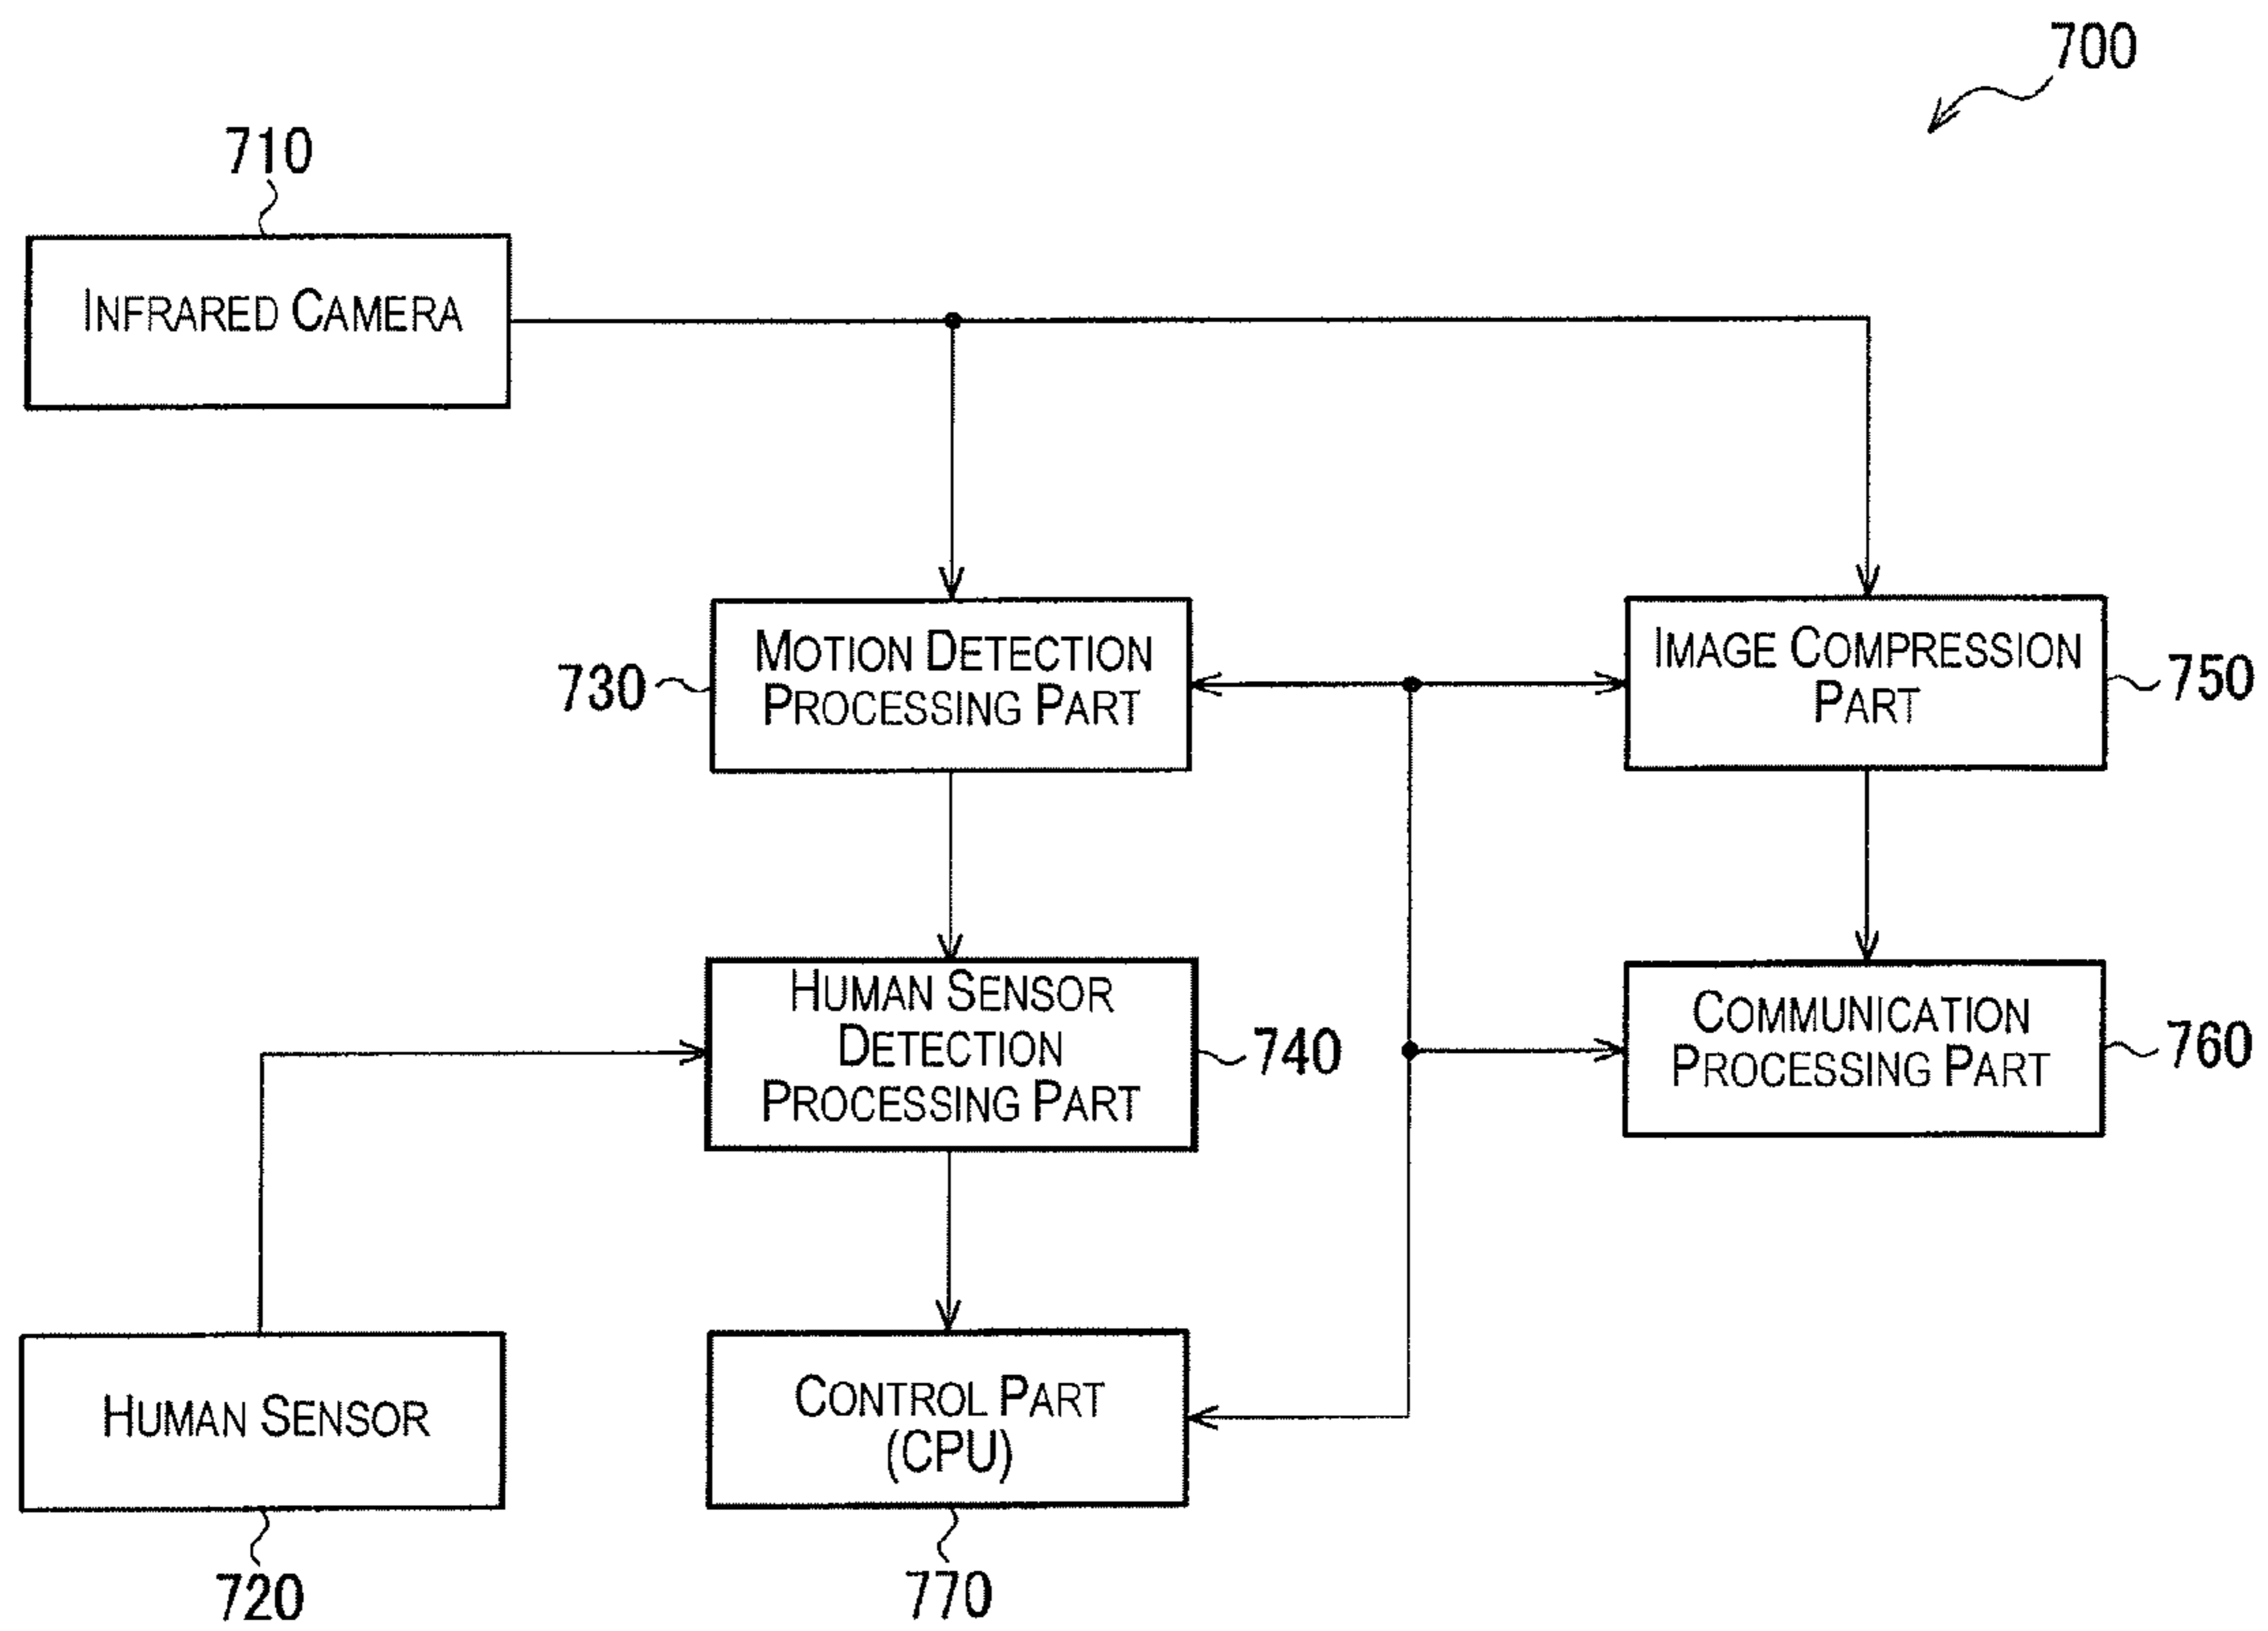 700
710
INFRARED CAMERA
MOTION DETECTION
PROCESSING PART
730
IMAGE COMPRESSION
PART
750
HUMAN SENSOR
DETECTION
PROCESSING PART
740
COMMUNICATION
PROCESSING PART
760
HUMAN SENSOR
720
CONTROL PART
(CPU)
770